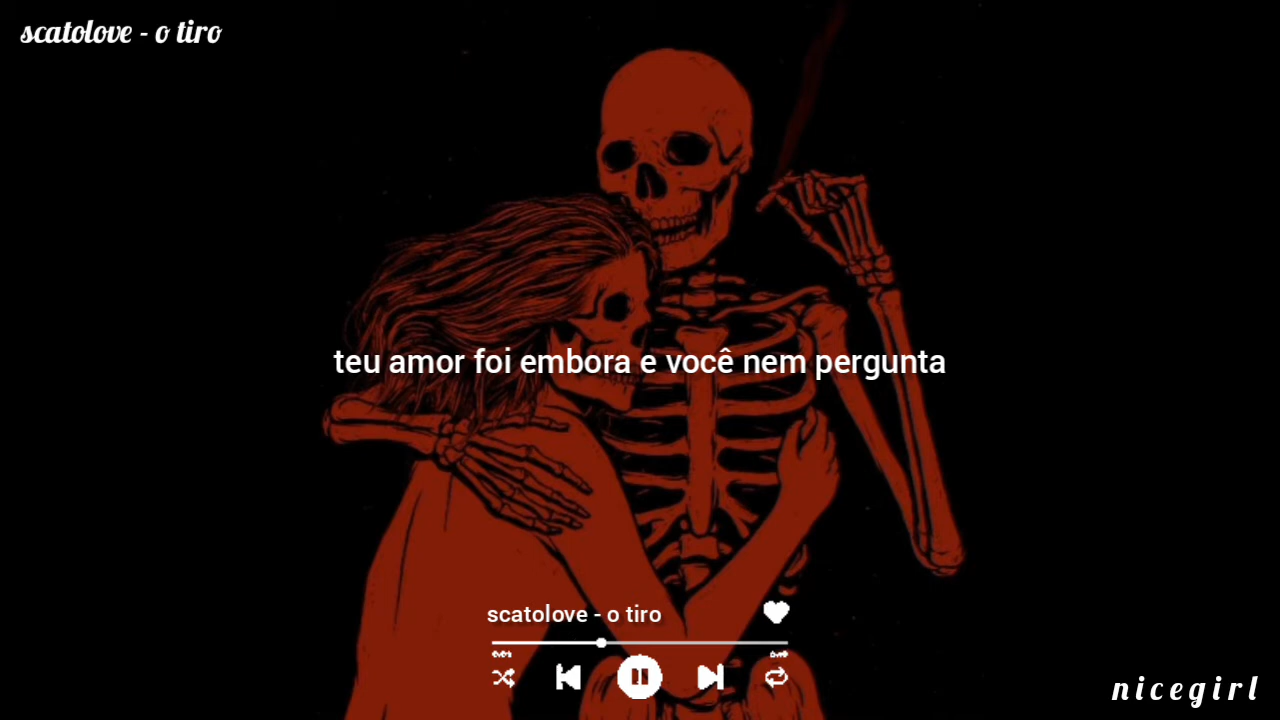 scatolove - o tiro
teu amor foi embora e você nem pergunta
scatolove - o tiro
nicegirl